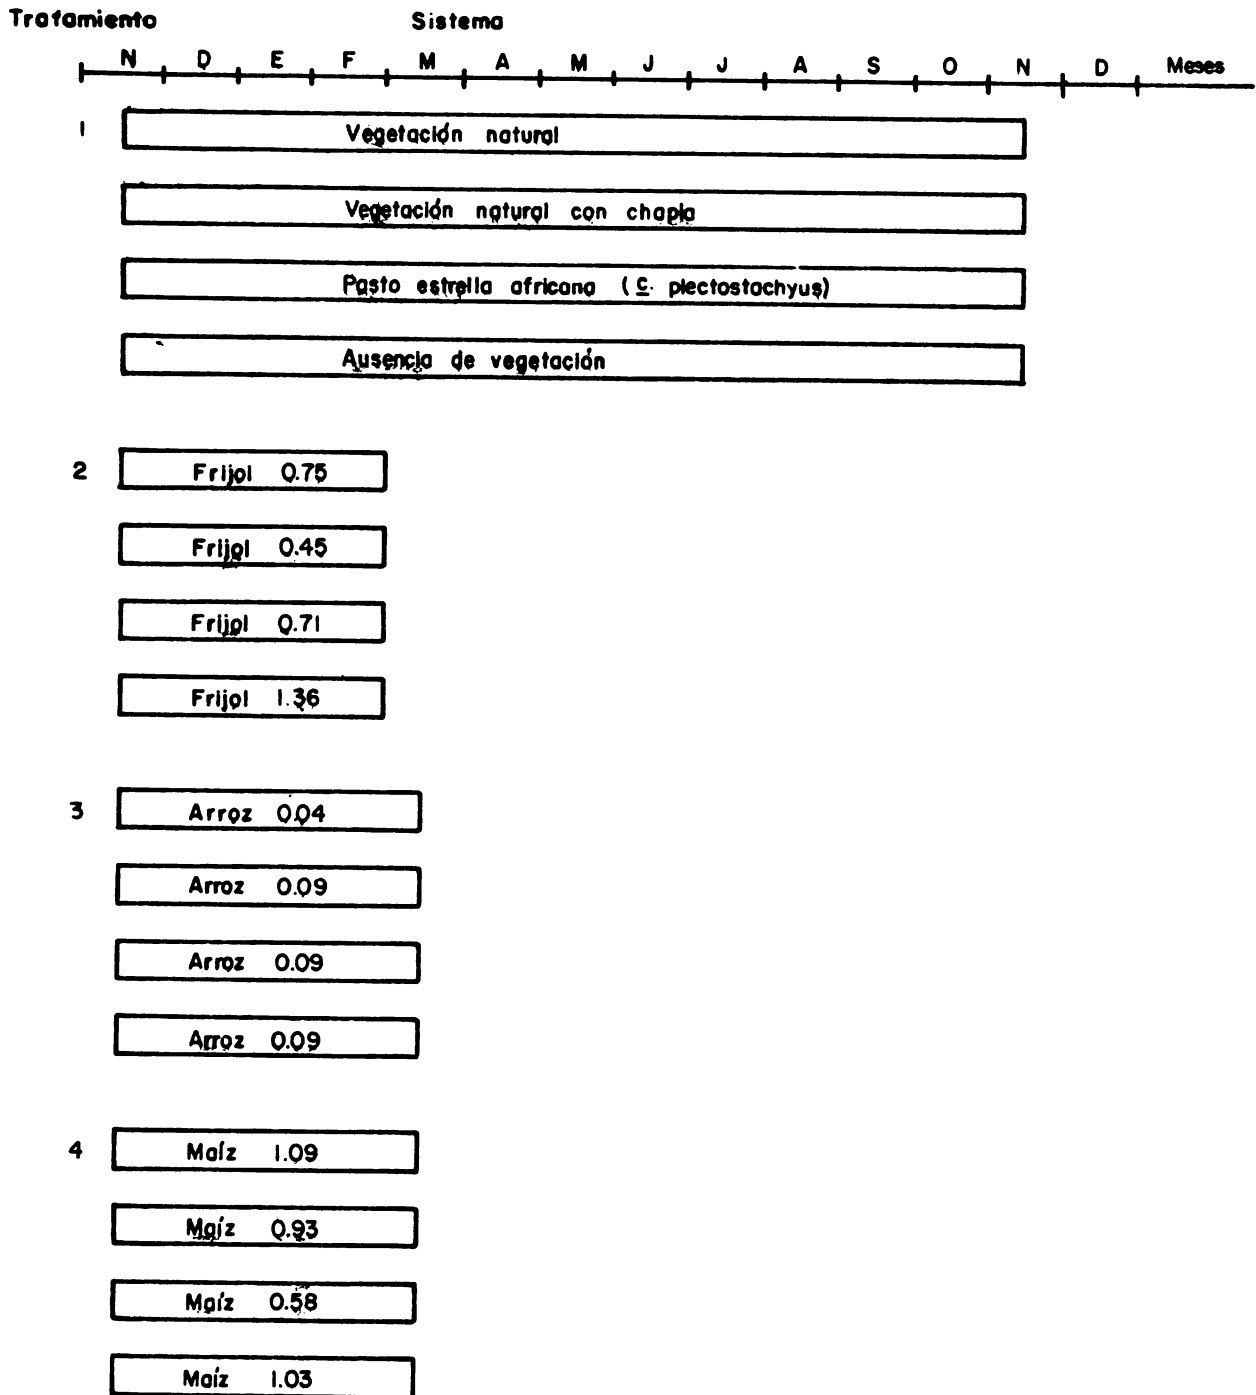 Tratamiento Sistema
N D E F M A M J J A S O N D Meses
1 Vegetación natural
Vegetación natural con chapia
Pasto estrella africana (c. plectostachyus)
Ausencia de vegetación
2 Frijol 0.75
Frijol 0.45
Frijol 0.71
Frijol 1.36
3 Arroz 0.04
Arroz 0.09
Arroz 0.09
Arroz 0.09
4 Maíz 1.09
Maíz 0.93
Maíz 0.58
Maíz 1.03